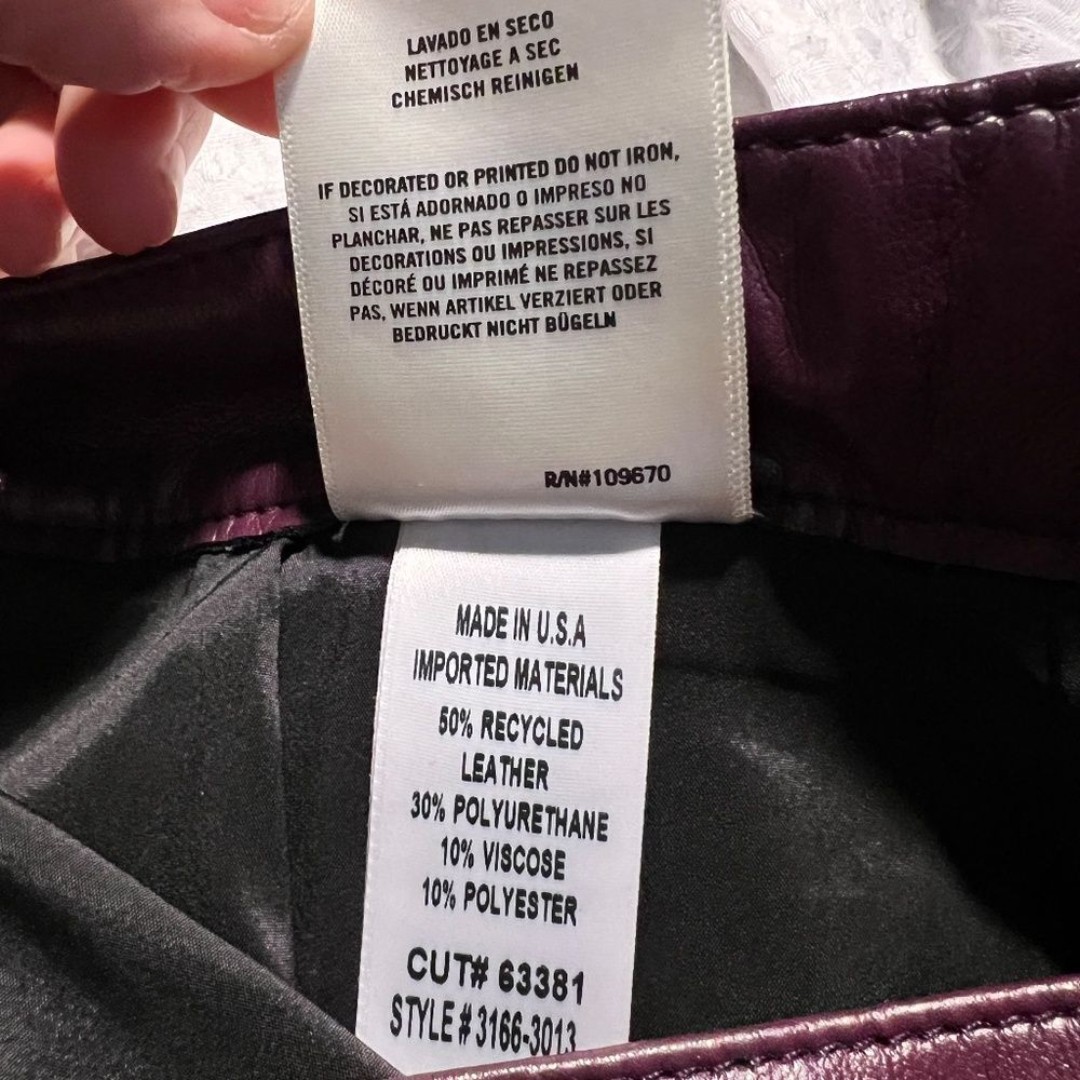 LAVADO EN SECO
NETTOYAGE A SEC
CHEMISCH REINIGEN
IF DECORATED OR PRINTED DO NOT IRON,
SI ESTÁ ADORNADO O IMPRESO NO
PLANCHAR, NE PAS REPASSER SUR LES
DECORATIONS OU IMPRESSIONS, SI
DÉCORÉ OU IMPRIMÉ NE REPASSEZ
PAS, WENN ARTIKEL VERZIERT ODER
BEDRUCKT NICHT BÜGELN
R/N#109670
MADE IN U.S.A
IMPORTED MATERIALS
50% RECYCLED
LEATHER
30% POLYURETHANE
10% VISCOSE
10% POLYESTER
CUT# 63381
STYLE# 3166-3013